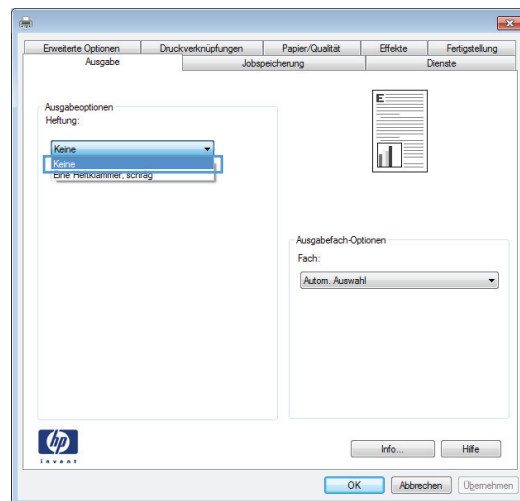 Erweiterte Optionen Druckverknüpfungen Papier/Qualität Effekte Fertigstellung
Ausgabe Jobspeicherung Dienste
Ausgabeoptionen
Heftung:
Keine
Keine
Eine Heftklammer, schräg
E
Ausgabefach-Optionen
Fach:
Autom. Auswahl
hp
invent
Info... Hilfe
OK Abbrechen Übernehmen